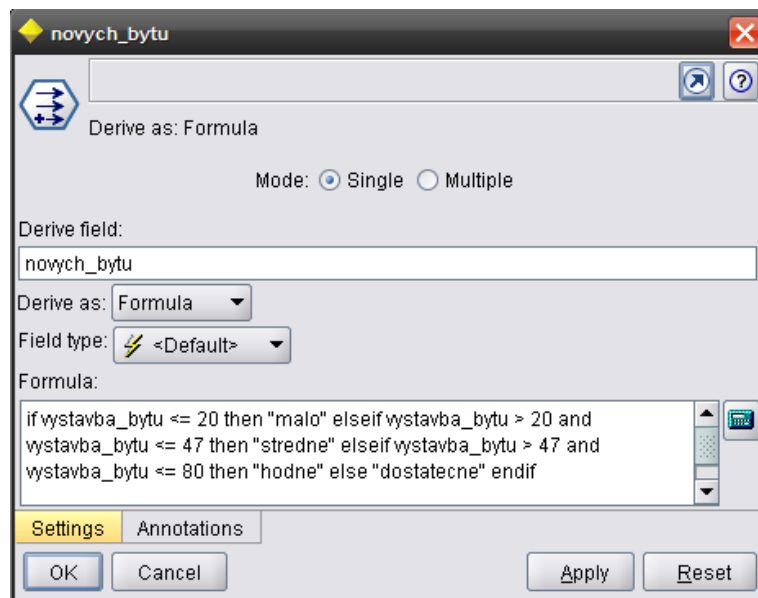 novych_bytu
Derive as: Formula
Mode: Single Multiple
Derive field:
novych_bytu
Derive as: Formula
Field type: <Default>
Formula:
if vystavba_bytu <= 20 then "malo" elseif vystavba_bytu > 20 and
vystavba_bytu <= 47 then "stredne" elseif vystavba_bytu > 47 and
vystavba_bytu <= 80 then "hodne" else "dostatecne" endif
Settings Annotations
OK Cancel Apply Reset